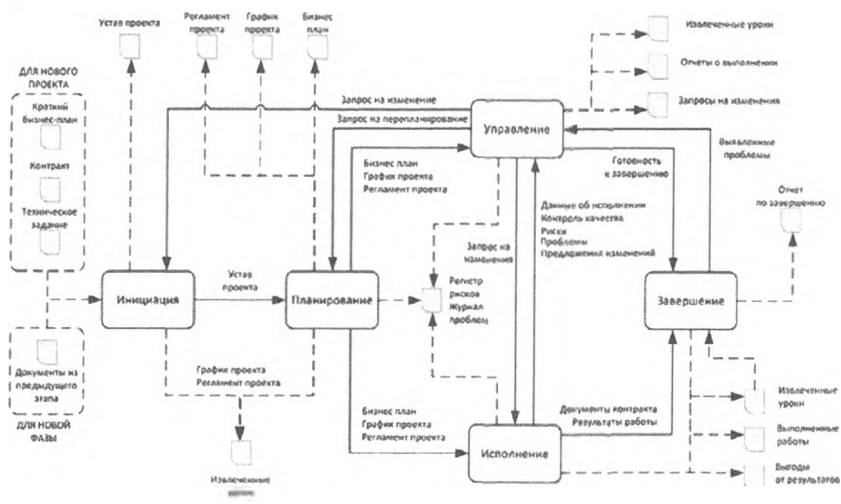 Устав проекта
Регламент
проекта
График
проекта
Бизнес
план
Извлеченные уроки
Отчеты о выполнении
Запросы на изменения
ДЛЯ НОВОГО
ПРОЕКТА
Краткий
бизнес-план
Контракт
Техническое
задание
Запрос на изменение
Запрос на перепланирование
Управление
Выявленные
проблемы
Готовность
к завершению
Бизнес план
График проекта
Регламент проекта
Данные об исполнении
Контроль качества
Риски
Проблемы
Предложения изменений
Запрос на
изменения
Отчет
по завершению
Инициация
Устав
проекта
Планирование
Регистр
рисков
Журнал
проблем
Завершение
Документы из
предыдущего
этапа
ДЛЯ НОВОЙ
ФАЗЫ
График проекта
Регламент проекта
Бизнес план
График проекта
Регламент проекта
Исполнение
Документы контракта
Результаты работы
Извлеченные
уроки
Выполненные
работы
Выгоды
от результатов
Извлеченные